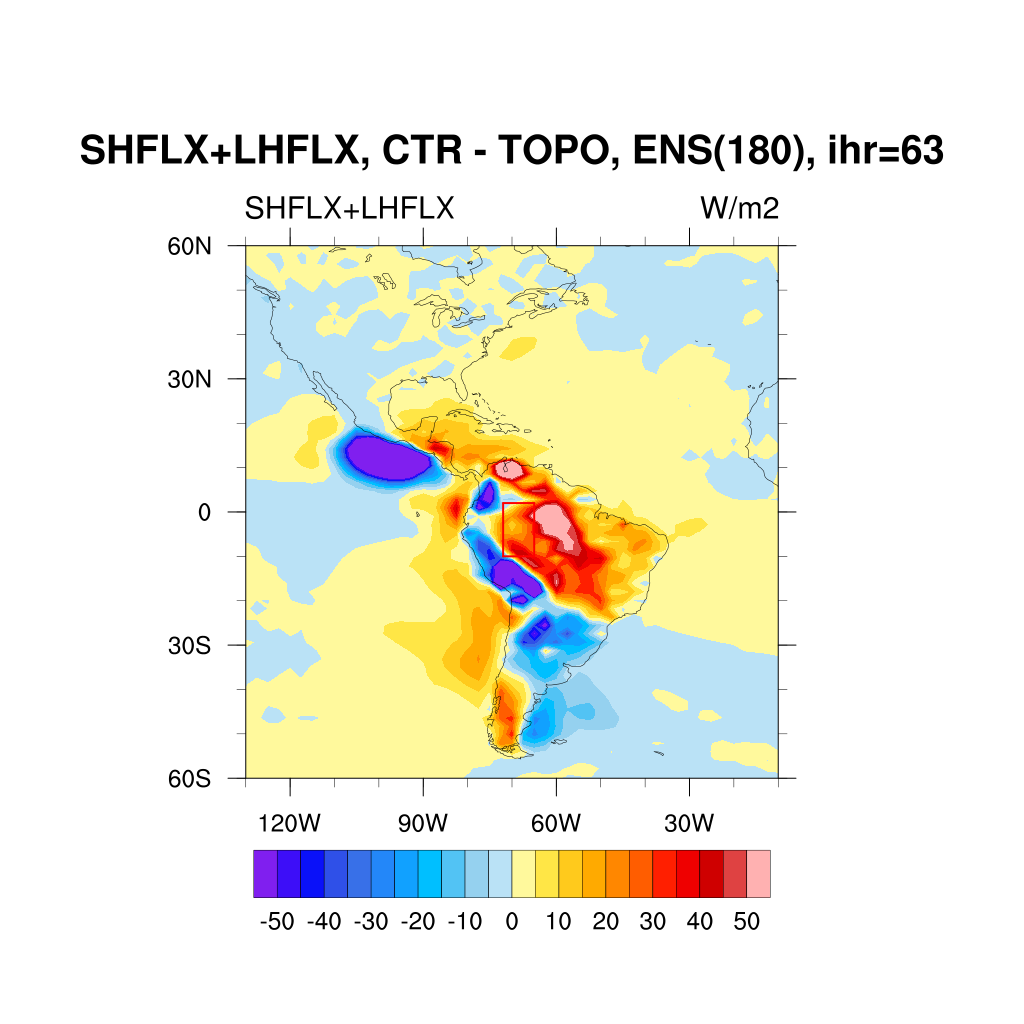 SHFLX+LHFLX, CTR - TOPO, ENS(180), ihr=63
SHFLX+LHFLX W/m2
60N
30N
0
30S
60S
120W 90W 60W 30W
-50 -40 -30 -20 -10 0 10 20 30 40 50